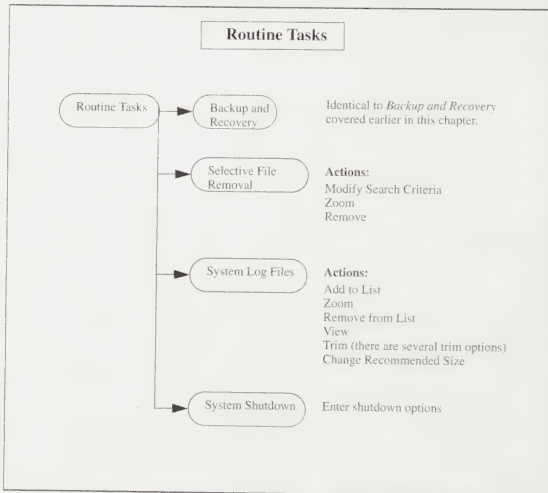 Routine Tasks
Routine Tasks
Backup and
Recovery
Identical to Backup and Recovery
covered earlier in this chapter.
Selective File
Removal
Actions:
Modify Search Criteria
Zoom
Remove
System Log Files
Actions:
Add to List
Zoom
Remove from List
View
Trim (there are several trim options)
Change Recommended Size
System Shutdown
Enter shutdown options